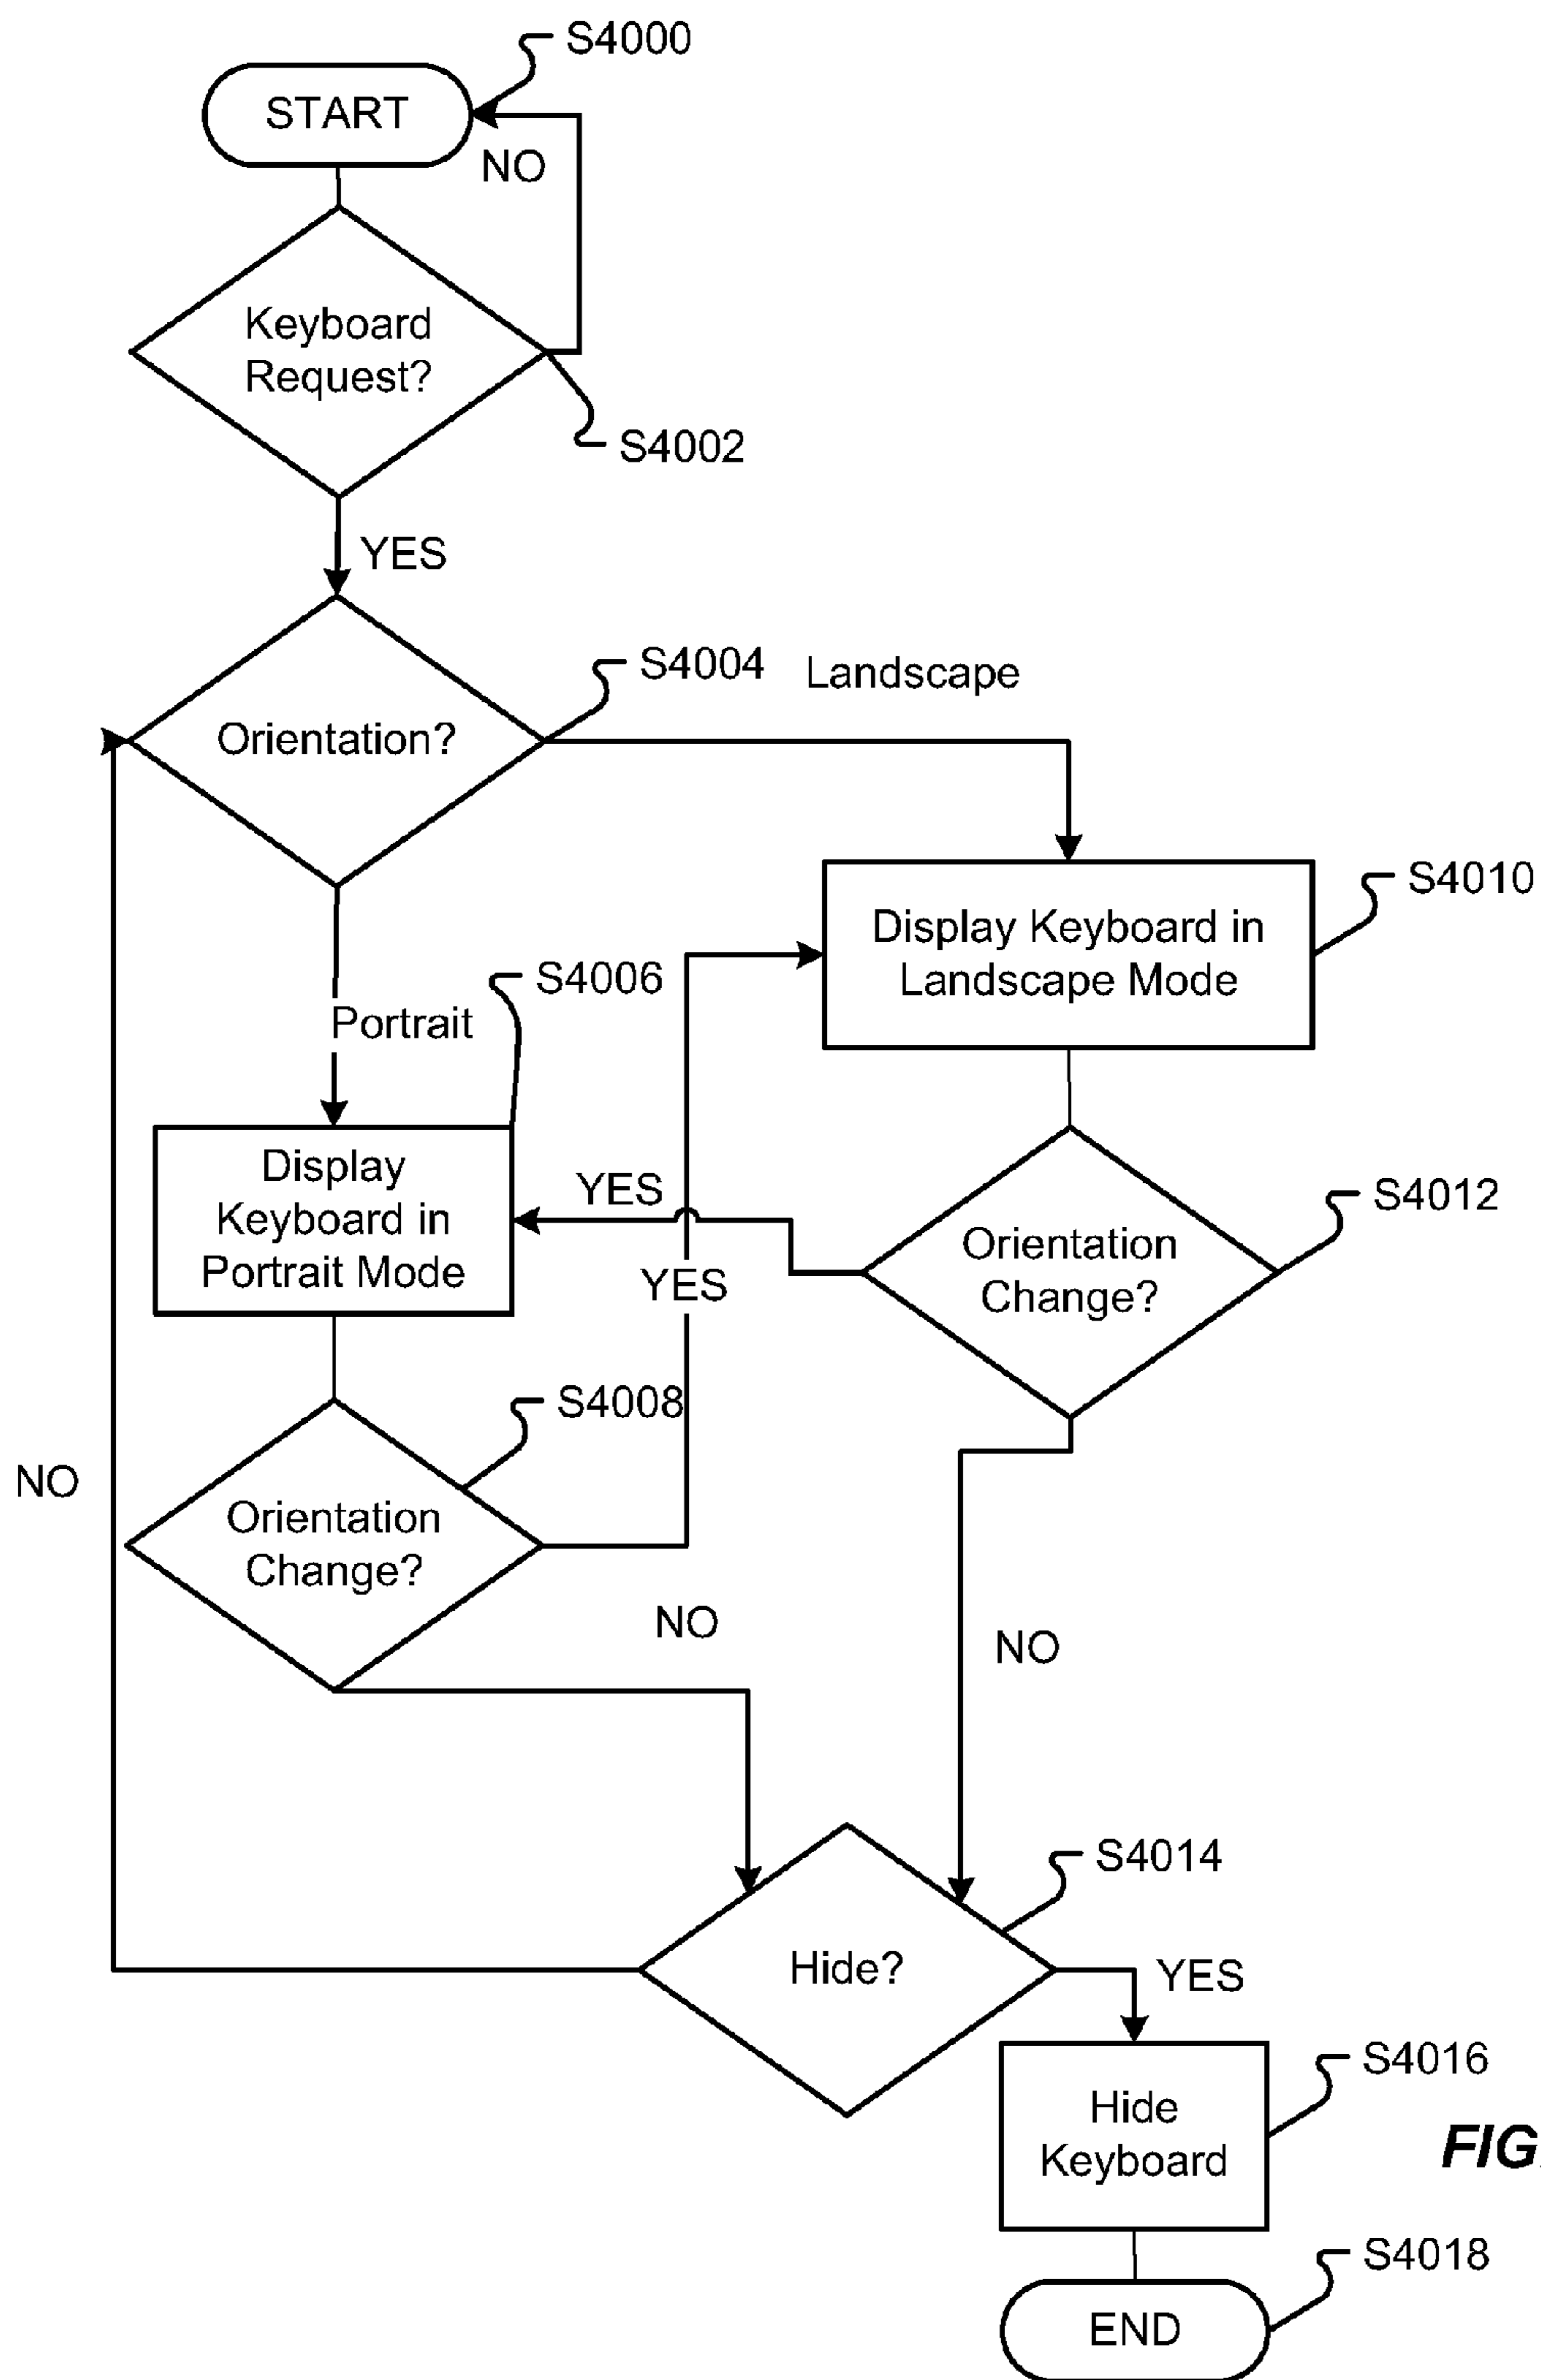 S4000
START
NO
Keyboard
Request?
S4002
YES
S4004
Landscape
Orientation?
S4010
Display Keyboard in
Landscape Mode
S4006
Portrait
Display
Keyboard in
Portrait Mode
YES
S4012
Orientation
Change?
YES
S4008
NO
Orientation
Change?
NO
NO
S4014
Hide?
YES
S4016
Hide
Keyboard
FIG.
S4018
END